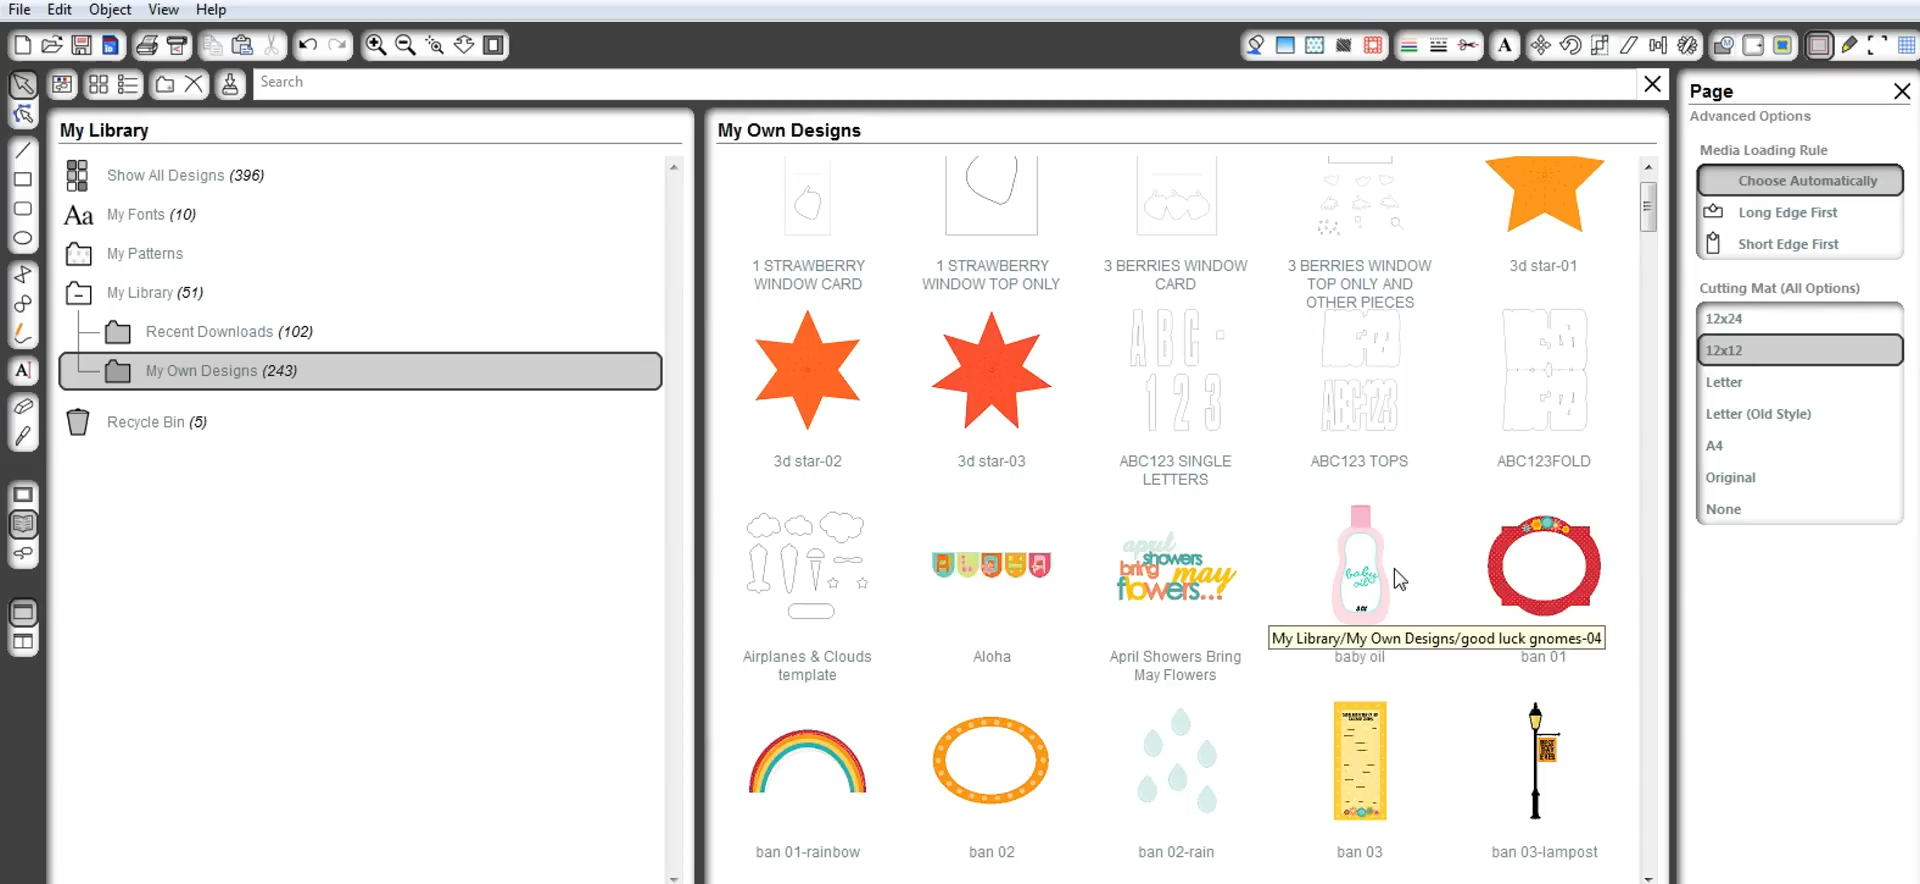 File Edit Object View Help
Search
My Library
Show All Designs (396)
Aa My Fonts (10)
My Patterns
My Library (51)
Recent Downloads (102)
My Own Designs (243)
Recycle Bin (5)
My Own Designs
1 STRAWBERRY
WINDOW CARD
1 STRAWBERRY
WINDOW TOP ONLY
3 BERRIES WINDOW
CARD
3 BERRIES WINDOW
TOP ONLY AND
OTHER PIECES
3d star-01
ABC
123
ABC123
3d star-02
3d star-03
ABC123 SINGLE
LETTERS
ABC123 TOPS
ABC123FOLD
ALOHA
april
showers
bring may
flowers...!
baby
oil
My Library/My Own Designs/good luck gnomes-04
Airplanes & Clouds
template
Aloha
April Showers Bring
May Flowers
baby oil
ban 01
ban 01-rainbow
ban 02
ban 02-rain
ban 03
ban 03-lampost
Page
Advanced Options
Media Loading Rule
Choose Automatically
Long Edge First
Short Edge First
Cutting Mat (All Options)
12x24
12x12
Letter
Letter (Old Style)
A4
Original
None